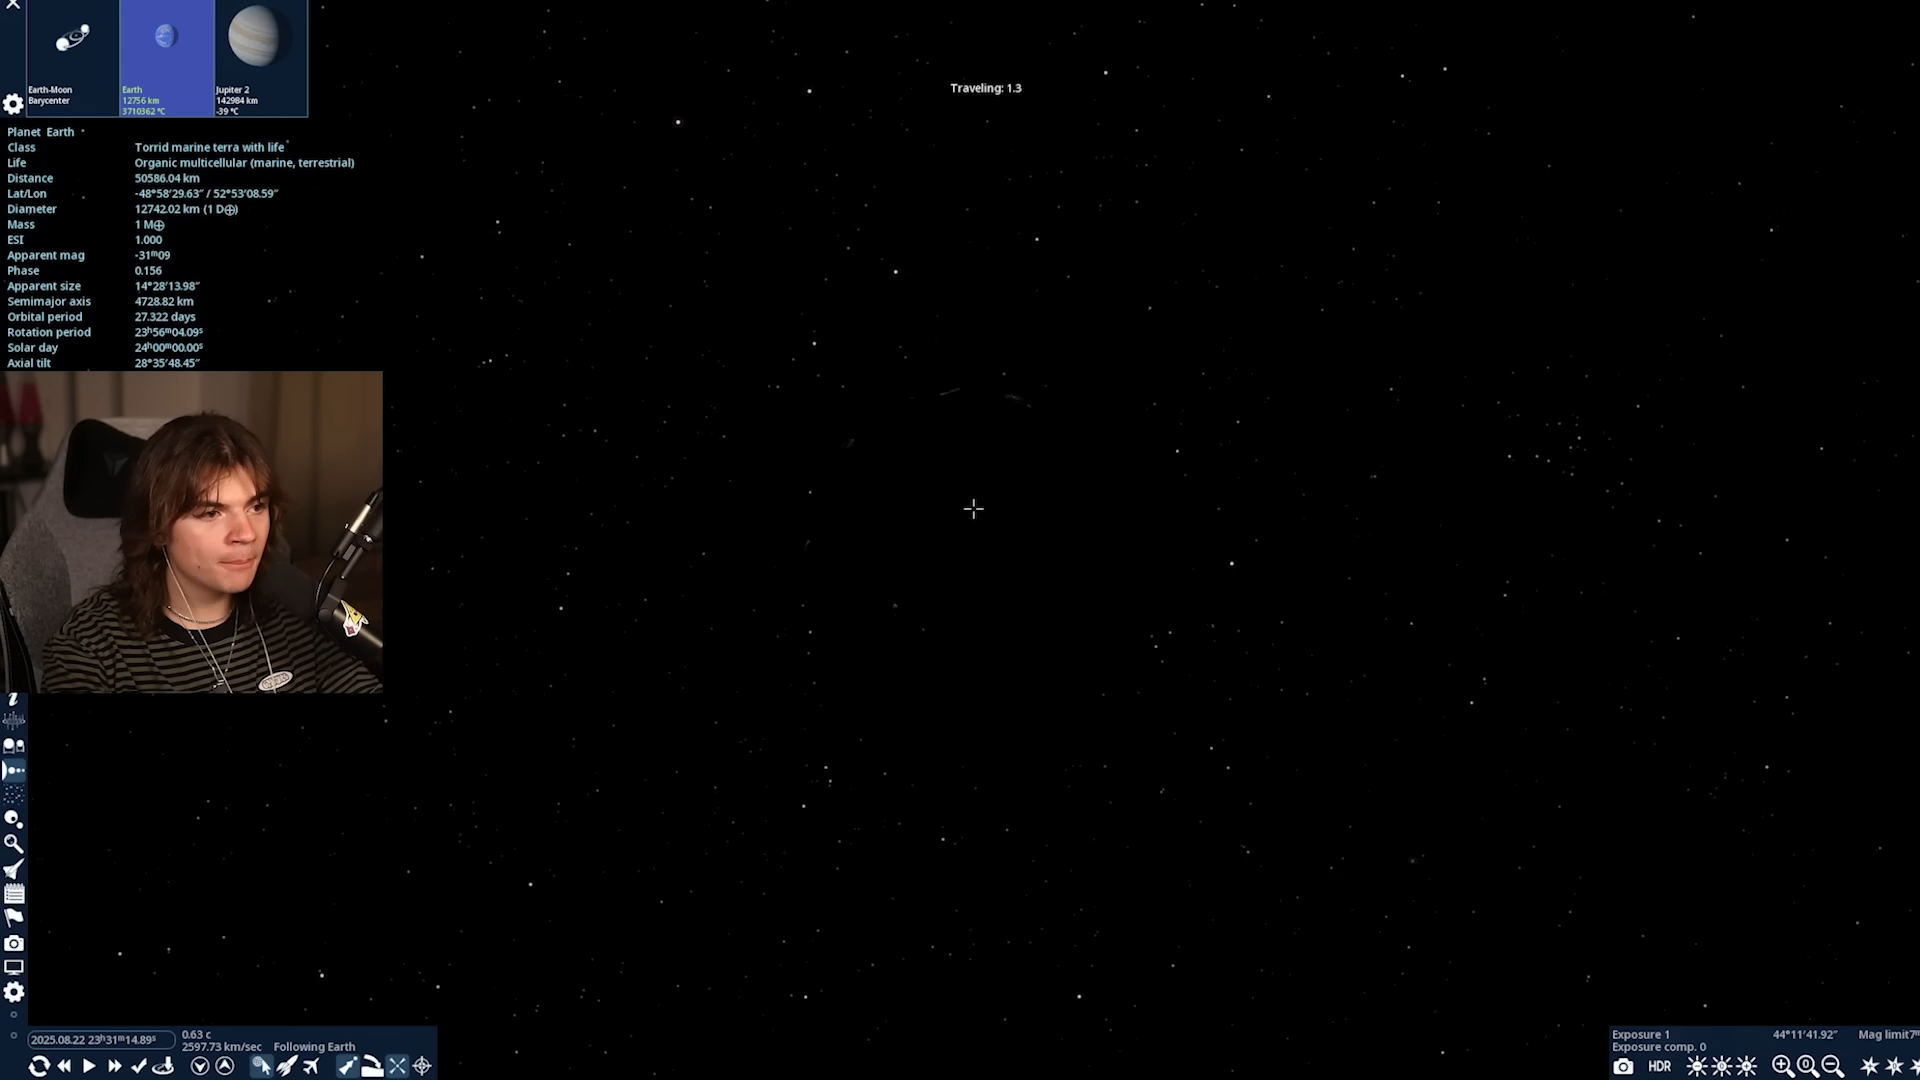 Earth-Moon
Barycenter
Earth
12756 km
3710362 °C
Jupiter 2
142984 km
-39 °C
Traveling: 1.3
Planet Earth
Class Torrid marine terra with life
Life Organic multicellular (marine, terrestrial)
Distance 50586.04 km
Lat/Lon -48°58′29.63″ / 52°53′08.59″
Diameter 12742.02 km (1 D⊕)
Mass 1 M⊕
ESI 1.000
Apparent mag -31ᵐ09
Phase 0.156
Apparent size 14°28′13.98″
Semimajor axis 4728.82 km
Orbital period 27.322 days
Rotation period 23ʰ56ᵐ04.09ˢ
Solar day 24ʰ00ᵐ00.00ˢ
Axial tilt 28°35′48.45″
2025.08.22 23ʰ31ᵐ14.89ˢ
0.63 c
2597.73 km/sec Following Earth
Exposure 1 44°11′41.92″ Mag limit7ᵐ
Exposure comp. 0
HDR
0